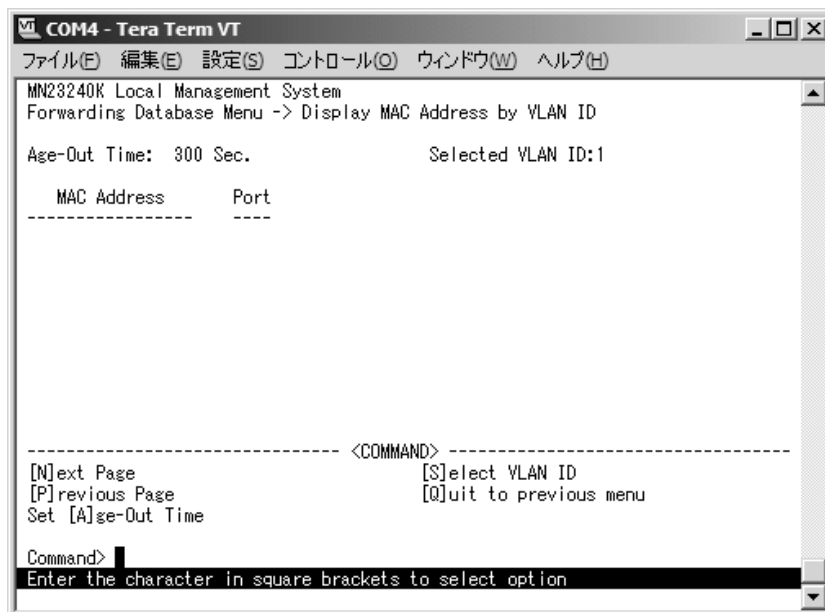 COM4 - Tera Term VT
ファイル(F) 編集(E) 設定(S) コントロール(O) ウィンドウ(W) ヘルプ(H)
MN23240K Local Management System
Forwarding Database Menu -> Display MAC Address by VLAN ID
Age-Out Time: 300 Sec. Selected VLAN ID:1
MAC Address Port
----------------- ----
-------------------------------- <COMMAND> -----------------------------------
[N]ext Page [S]elect VLAN ID
[P]revious Page [Q]uit to previous menu
Set [A]ge-Out Time
Command>
Enter the character in square brackets to select option